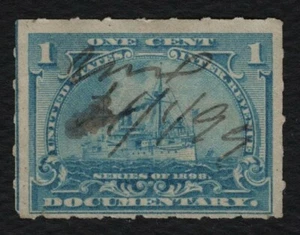 ONE CENT
1 1
UNITED STATES INTER. REVENUE
SERIES OF 1898.
DOCUMENTARY.